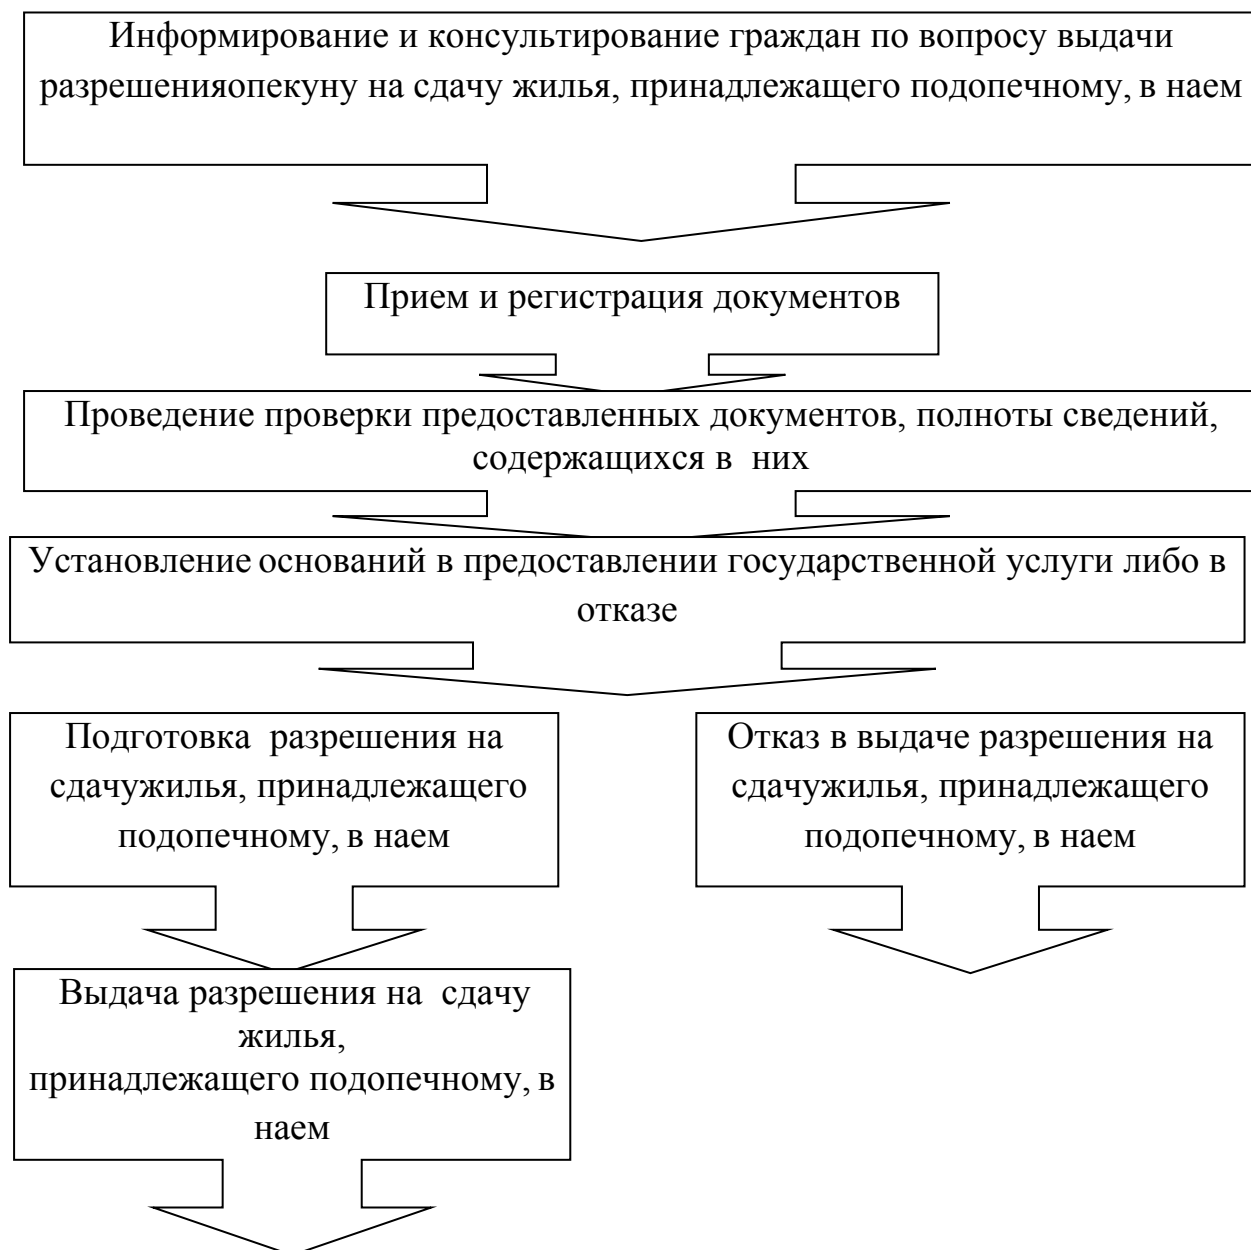 Информирование и консультирование граждан по вопросу выдачи
разрешенияопекуну на сдачу жилья, принадлежащего подопечному, в наем
Прием и регистрация документов
Проведение проверки предоставленных документов, полноты сведений,
содержащихся в них
Установление оснований в предоставлении государственной услуги либо в
отказе
Подготовка разрешения на
сдачужилья, принадлежащего
подопечному, в наем
Отказ в выдаче разрешения на
сдачужилья, принадлежащего
подопечному, в наем
Выдача разрешения на сдачу
жилья,
принадлежащего подопечному, в
наем